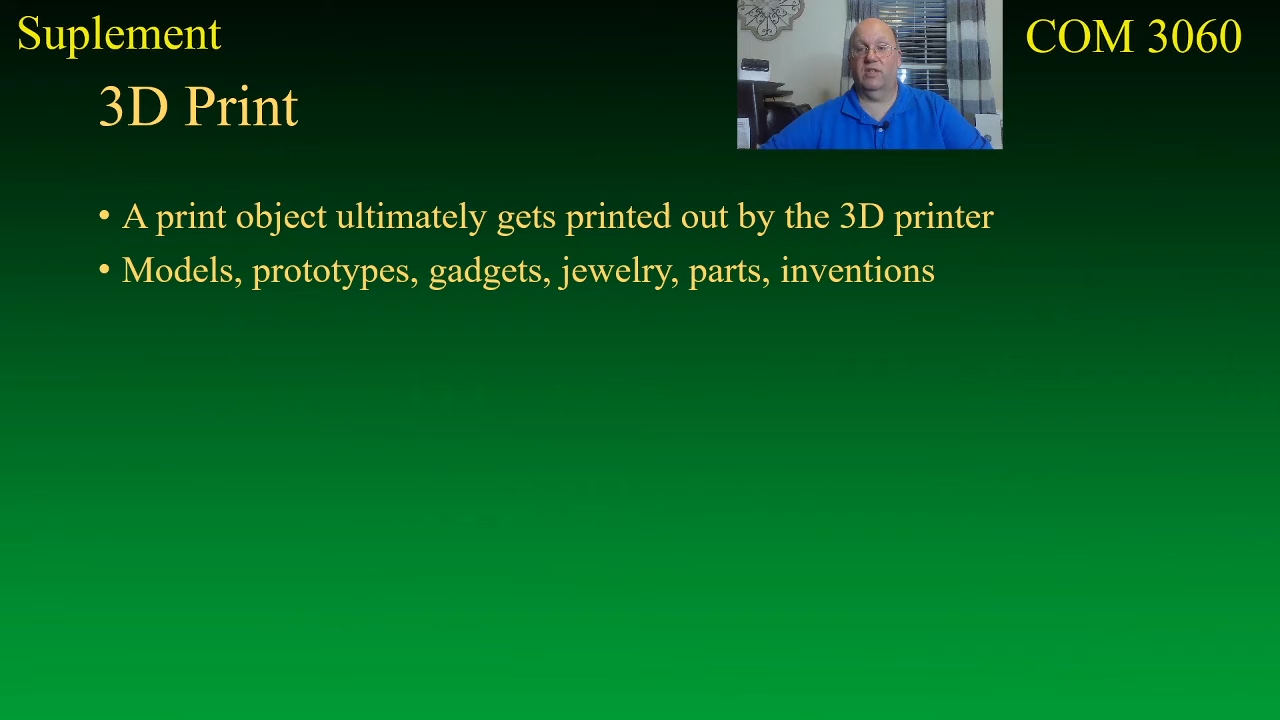 Suplement
COM 3060
3D Print
• A print object ultimately gets printed out by the 3D printer
• Models, prototypes, gadgets, jewelry, parts, inventions